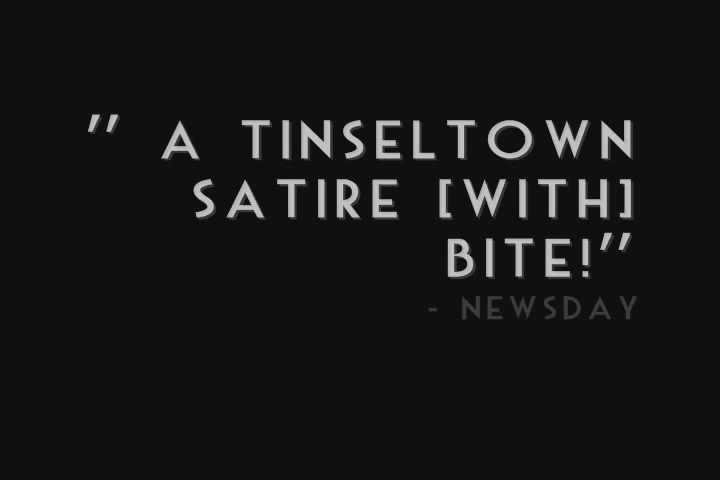 " A TINSELTOWN
SATIRE [WITH]
BITE!"
- NEWSDAY